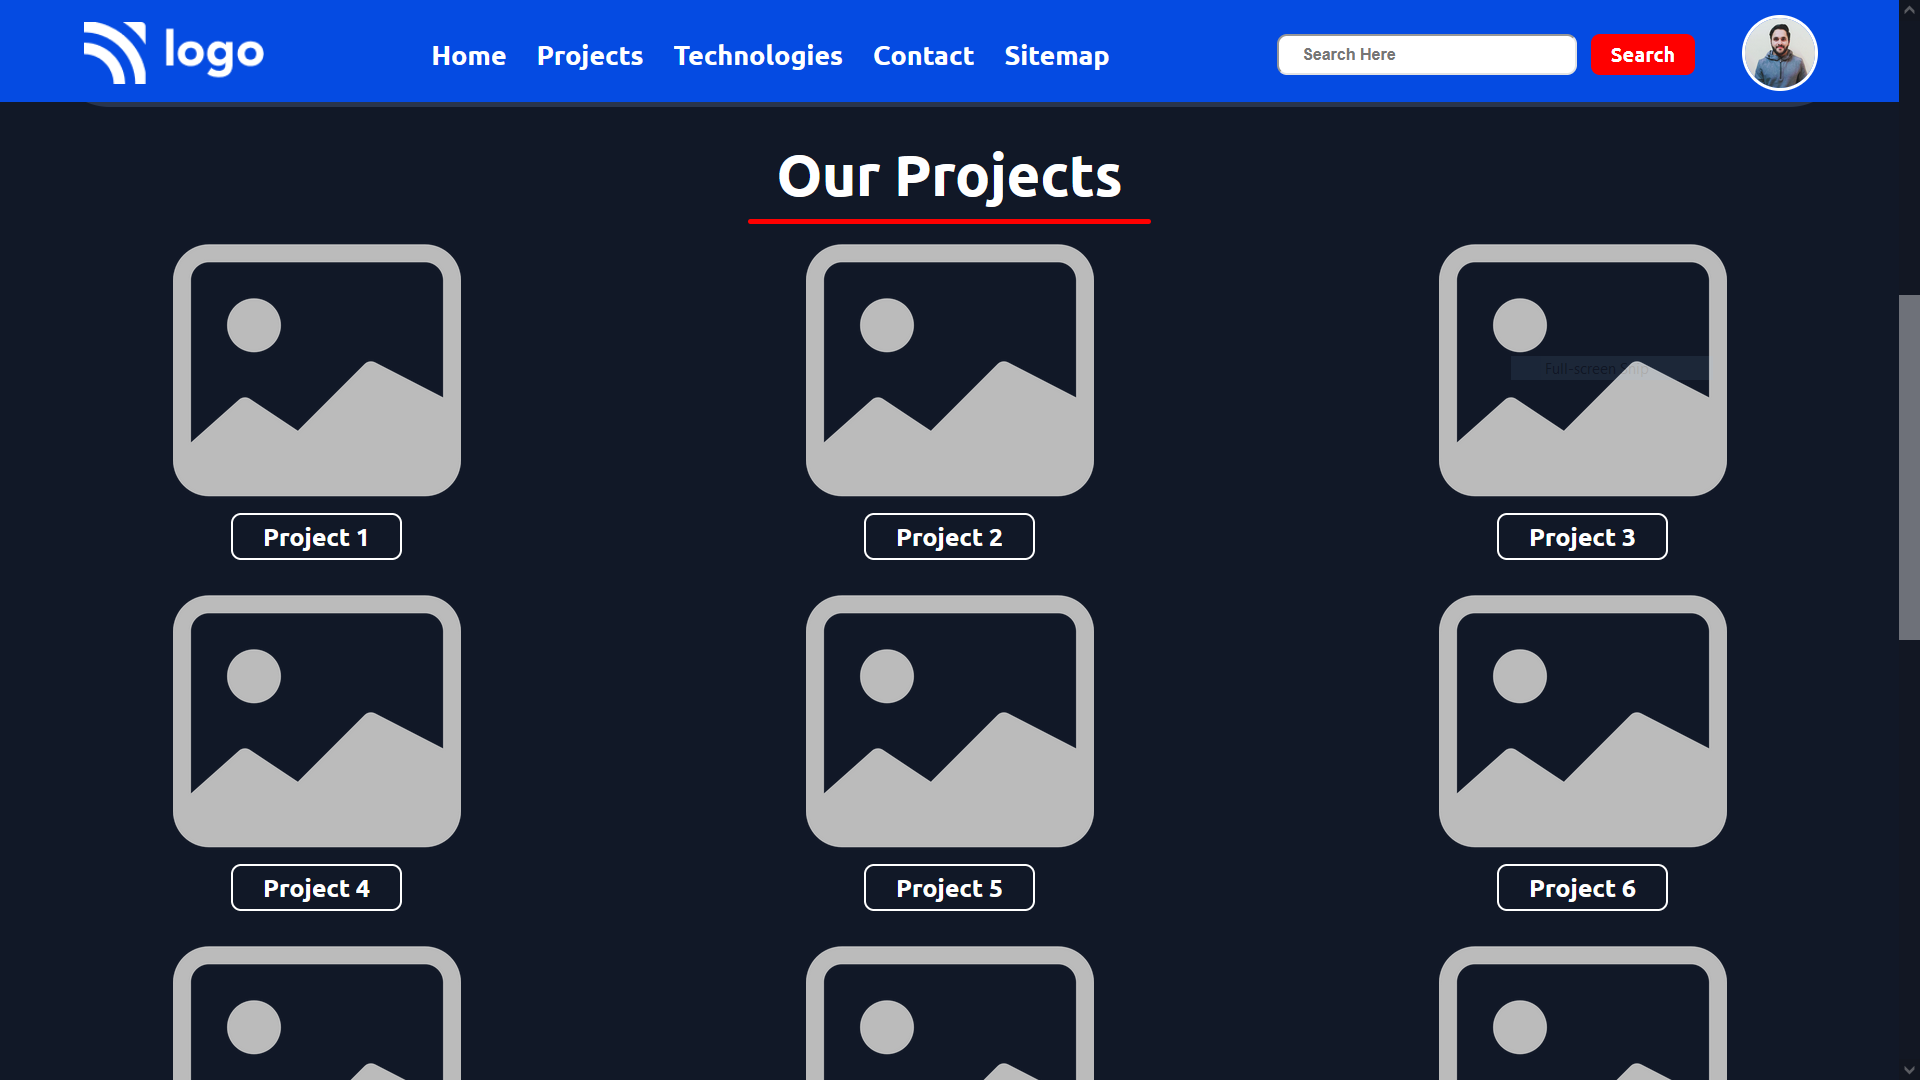 logo
Home Projects Technologies Contact Sitemap
Search Here
Search
Our Projects
Full-screen Snip
Project 1
Project 2
Project 3
Project 4
Project 5
Project 6